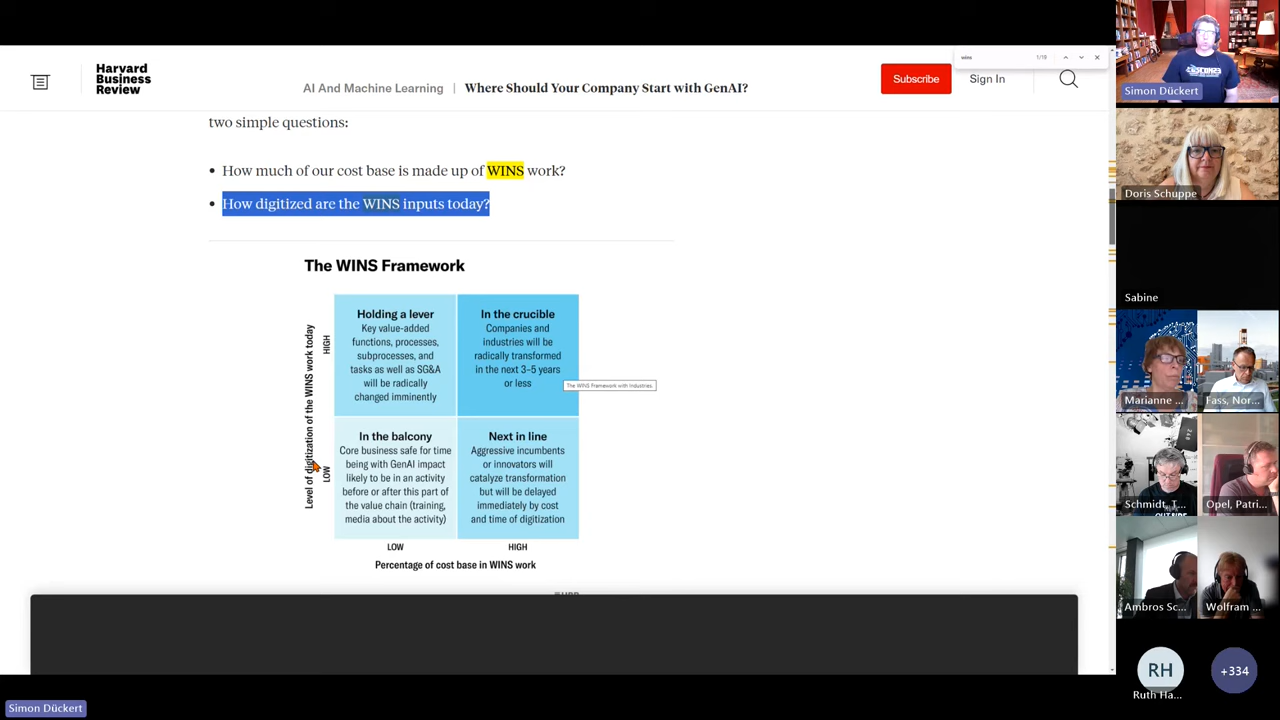 Harvard
Business
Review
AI And Machine Learning | Where Should Your Company Start with GenAI?
Subscribe
Sign In
wins
1/18
two simple questions:
• How much of our cost base is made up of WINS work?
• How digitized are the WINS inputs today?
The WINS Framework
Level of digitization of the WINS work today
HIGH
LOW
Holding a lever
Key value-added
functions, processes,
subprocesses, and
tasks as well as SG&A
will be radically
changed imminently
In the crucible
Companies and
industries will be
radically transformed
in the next 3–5 years
or less
The WINS Framework with Industries.
In the balcony
Core business safe for time
being with GenAI impact
likely to be in an activity
before or after this part of
the value chain (training,
media about the activity)
Next in line
Aggressive incumbents
or innovators will
catalyze transformation
but will be delayed
immediately by cost
and time of digitization
LOW
HIGH
Percentage of cost base in WINS work
Simon Dückert
Simon Dückert
Doris Schuppe
Sabine
Marianne ...
Fass, Nor...
Schmidt, T...
Opel, Patri...
Ambros Sc...
Wolfram ...
RH
Ruth Ha...
+334